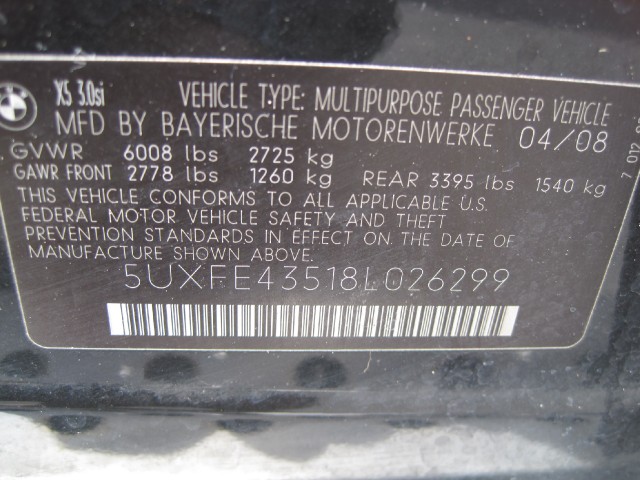 X5 3.0si VEHICLE TYPE: MULTIPURPOSE PASSENGER VEHICLE
MFD BY BAYERISCHE MOTORENWERKE 04/08
GVWR 6008 lbs 2725 kg
GAWR FRONT 2778 lbs 1260 kg REAR 3395 lbs 1540 kg
THIS VEHICLE CONFORMS TO ALL APPLICABLE U.S.
FEDERAL MOTOR VEHICLE SAFETY AND THEFT
PREVENTION STANDARDS IN EFFECT ON THE DATE OF
MANUFACTURE SHOWN ABOVE.
5UXFE43518L026299